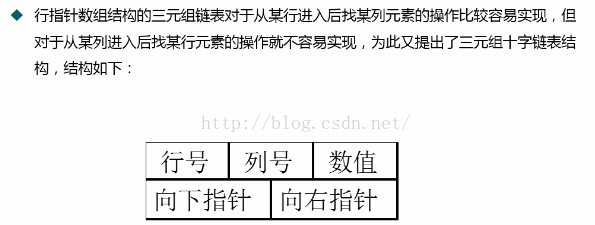 行指针数组结构的三元组链表对于从某行进入后找某列元素的操作比较容易实现，但
对于从某列进入后找某行元素的操作就不容易实现，为此又提出了三元组十字链表结
构，结构如下：
http://blog.csdn.net/
行号 列号 数值
向下指针 向右指针